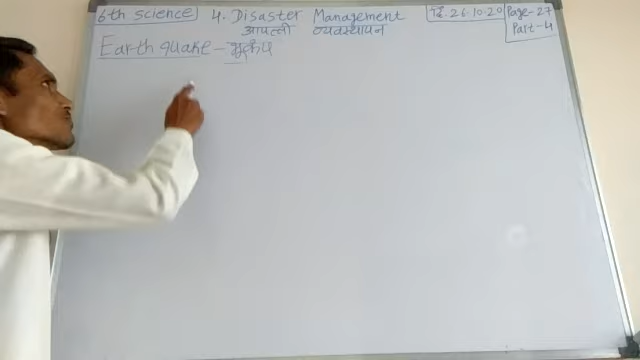 6th science 4. Disaster Management दि. 26.10.20 Page-27
आपत्ती व्यवस्थापन Part-4
Earth quake - भूकंप